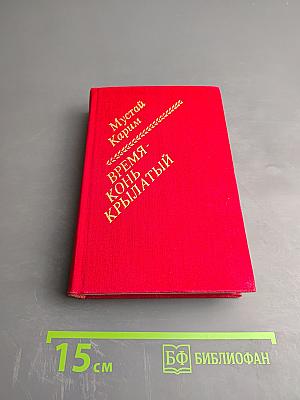 Мустай
Карим
ВРЕМЯ-
КОНЬ
КРЫЛАТЫЙ
15 см
БФ БИБЛИОФАН